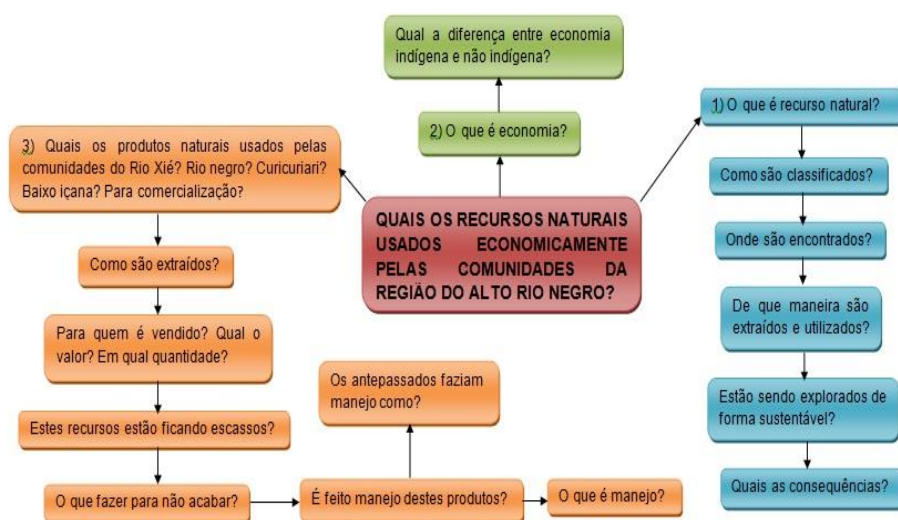 Qual a diferença entre economia
indígena e não indígena?
2) O que é economia?
1) O que é recurso natural?
Como são classificados?
Onde são encontrados?
De que maneira são
extraídos e utilizados?
Estão sendo explorados de
forma sustentável?
Quais as consequências?
3) Quais os produtos naturais usados pelas
comunidades do Rio Xié? Rio negro? Curicuriari?
Baixo içana? Para comercialização?
QUAIS OS RECURSOS NATURAIS
USADOS ECONOMICAMENTE
PELAS COMUNIDADES DA
REGIÃO DO ALTO RIO NEGRO?
Como são extraídos?
Para quem é vendido? Qual o
valor? Em qual quantidade?
Estes recursos estão ficando escassos?
O que fazer para não acabar?
É feito manejo destes produtos?
Os antepassados faziam
manejo como?
O que é manejo?